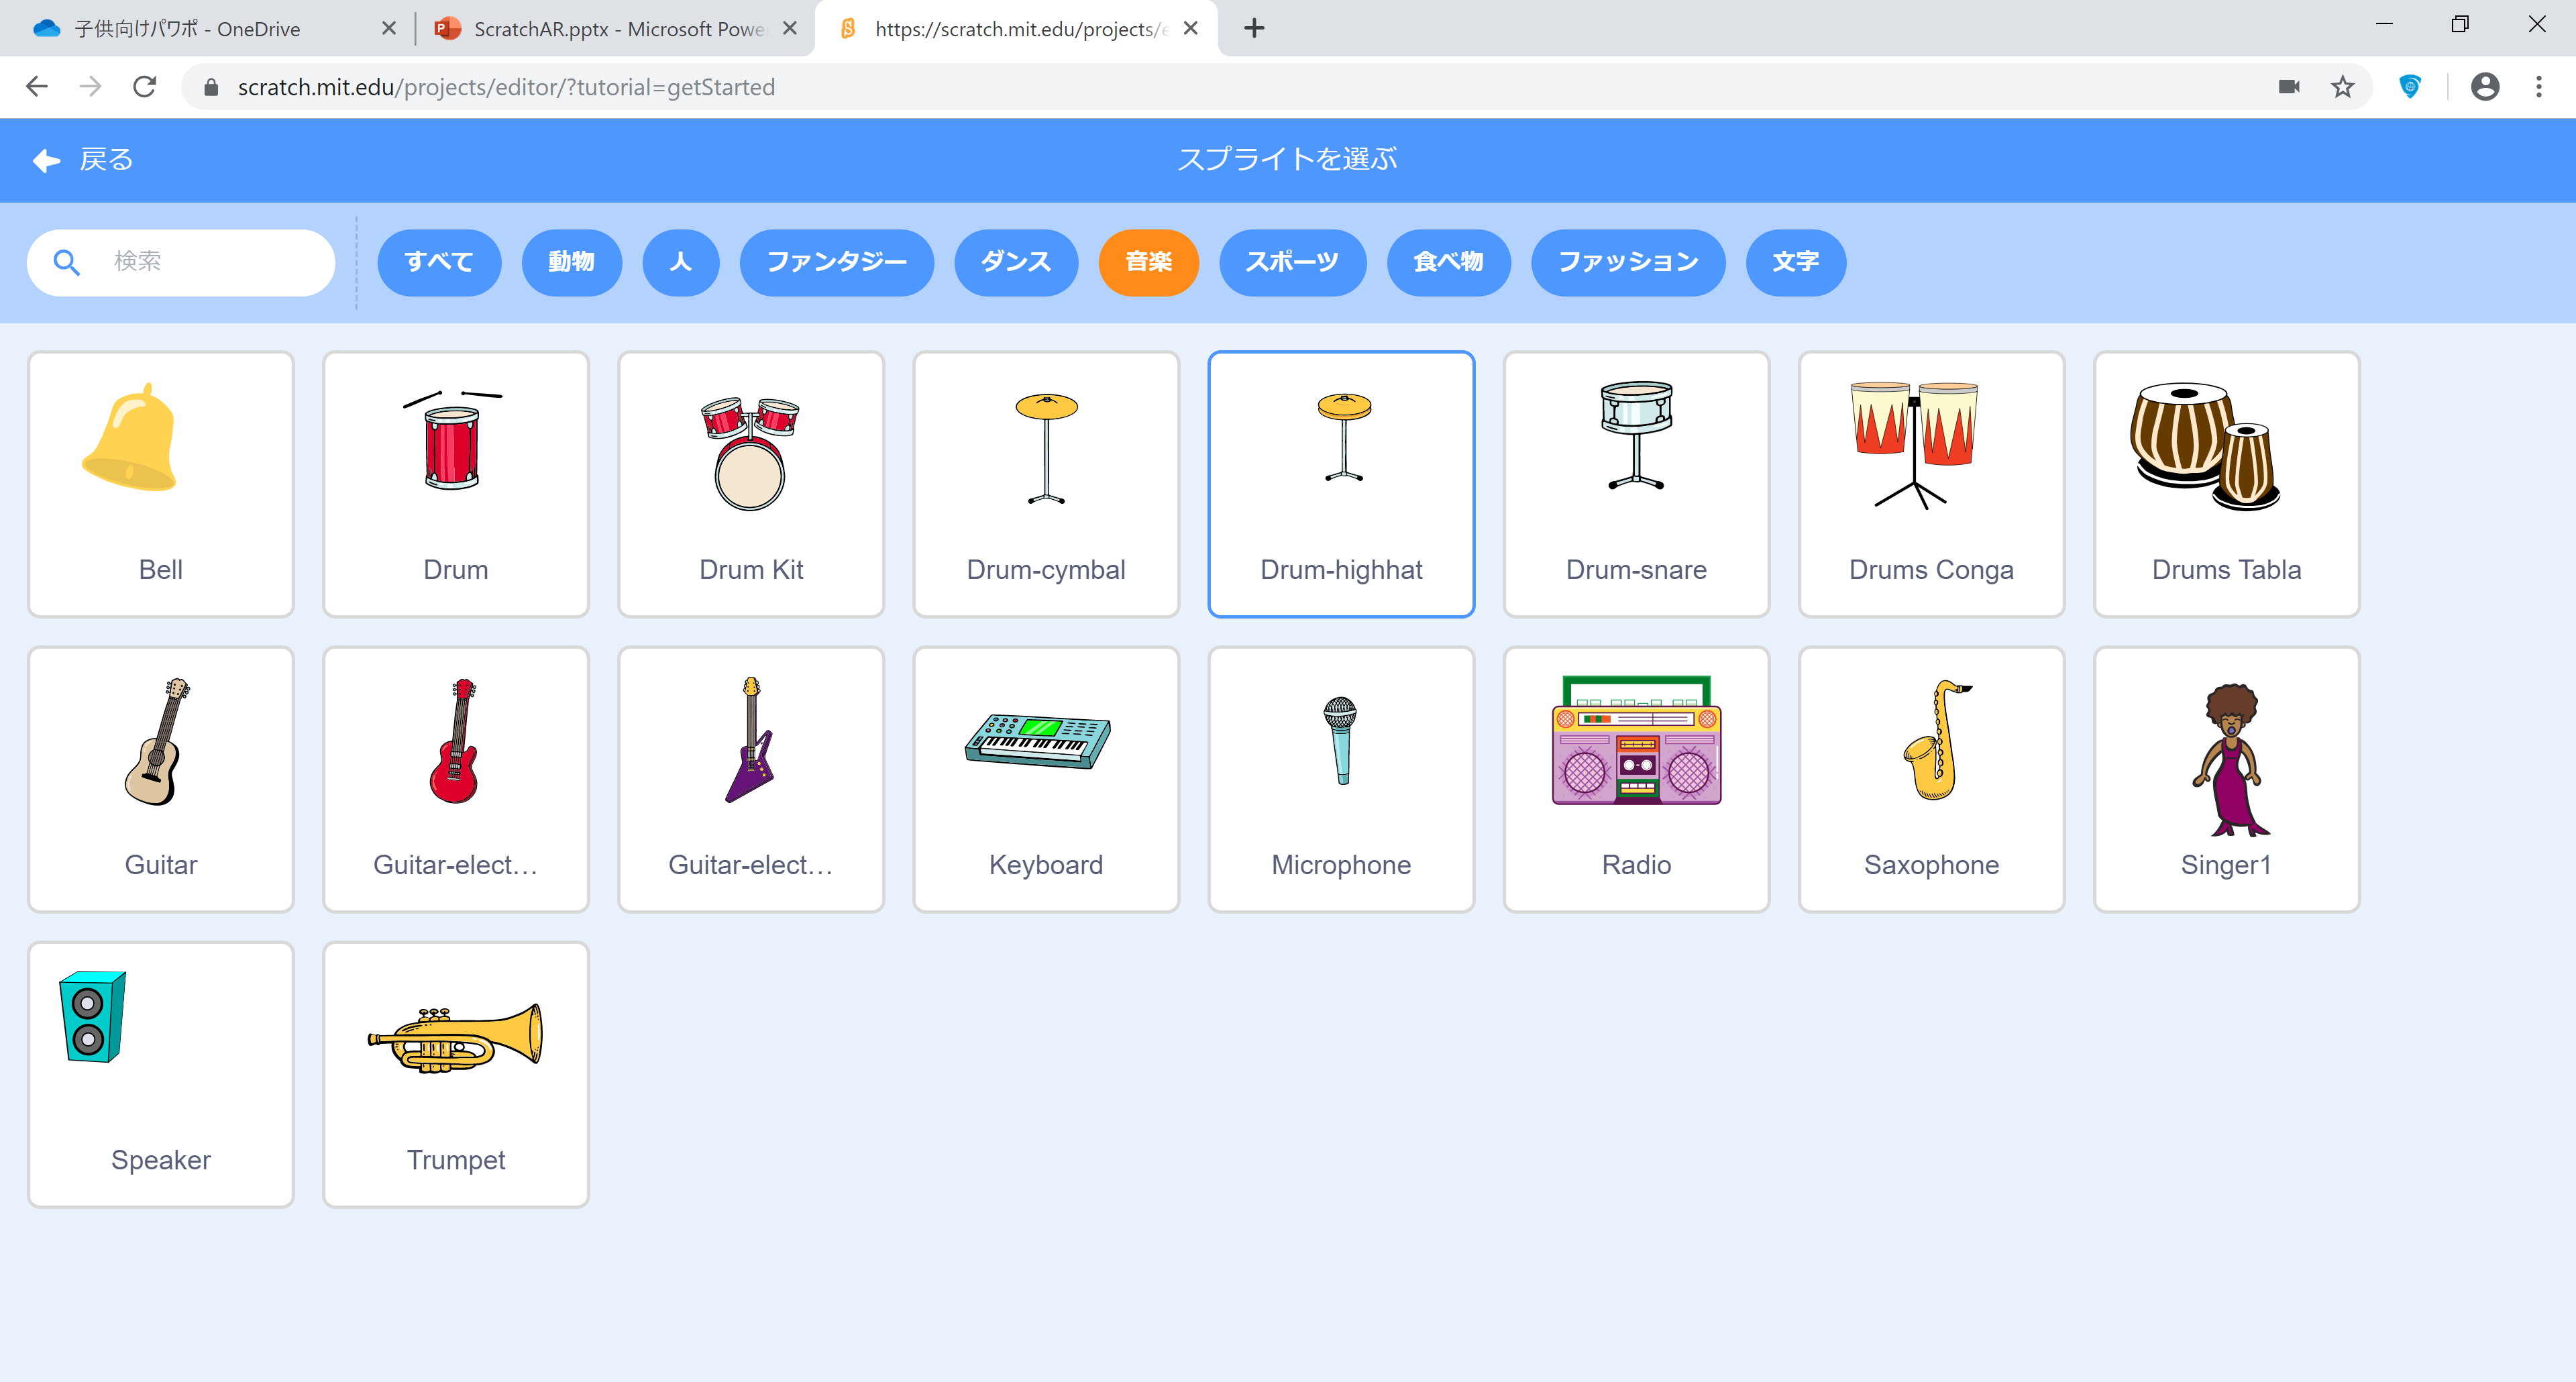 子供向けパワポ - OneDrive
ScratchAR.pptx - Microsoft Powe
https://scratch.mit.edu/projects/e
scratch.mit.edu/projects/editor/?tutorial=getStarted
戻る
スプライトを選ぶ
検索
すべて
動物
人
ファンタジー
ダンス
音楽
スポーツ
食べ物
ファッション
文字
Bell
Drum
Drum Kit
Drum-cymbal
Drum-highhat
Drum-snare
Drums Conga
Drums Tabla
Guitar
Guitar-elect...
Guitar-elect...
Keyboard
Microphone
Radio
Saxophone
Singer1
Speaker
Trumpet